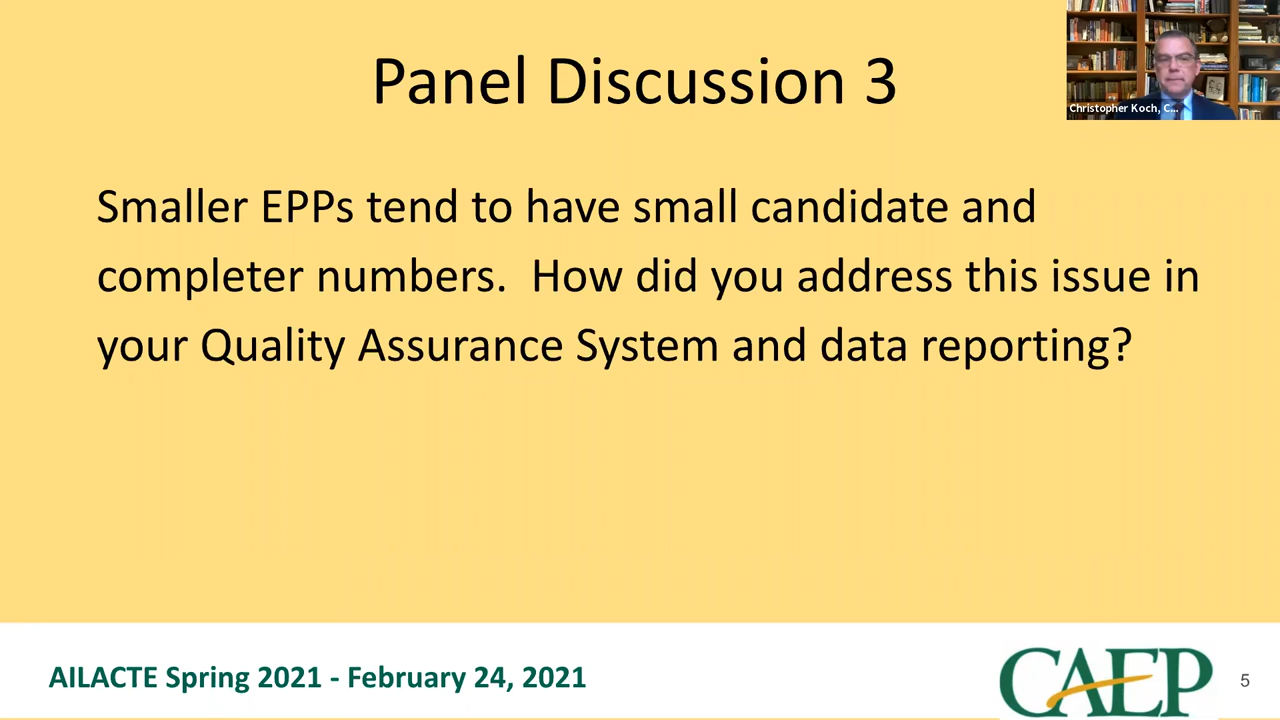 Panel Discussion 3
Christopher Koch, C...
Smaller EPPs tend to have small candidate and
completer numbers.  How did you address this issue in
your Quality Assurance System and data reporting?
AILACTE Spring 2021 - February 24, 2021
CAEP
5